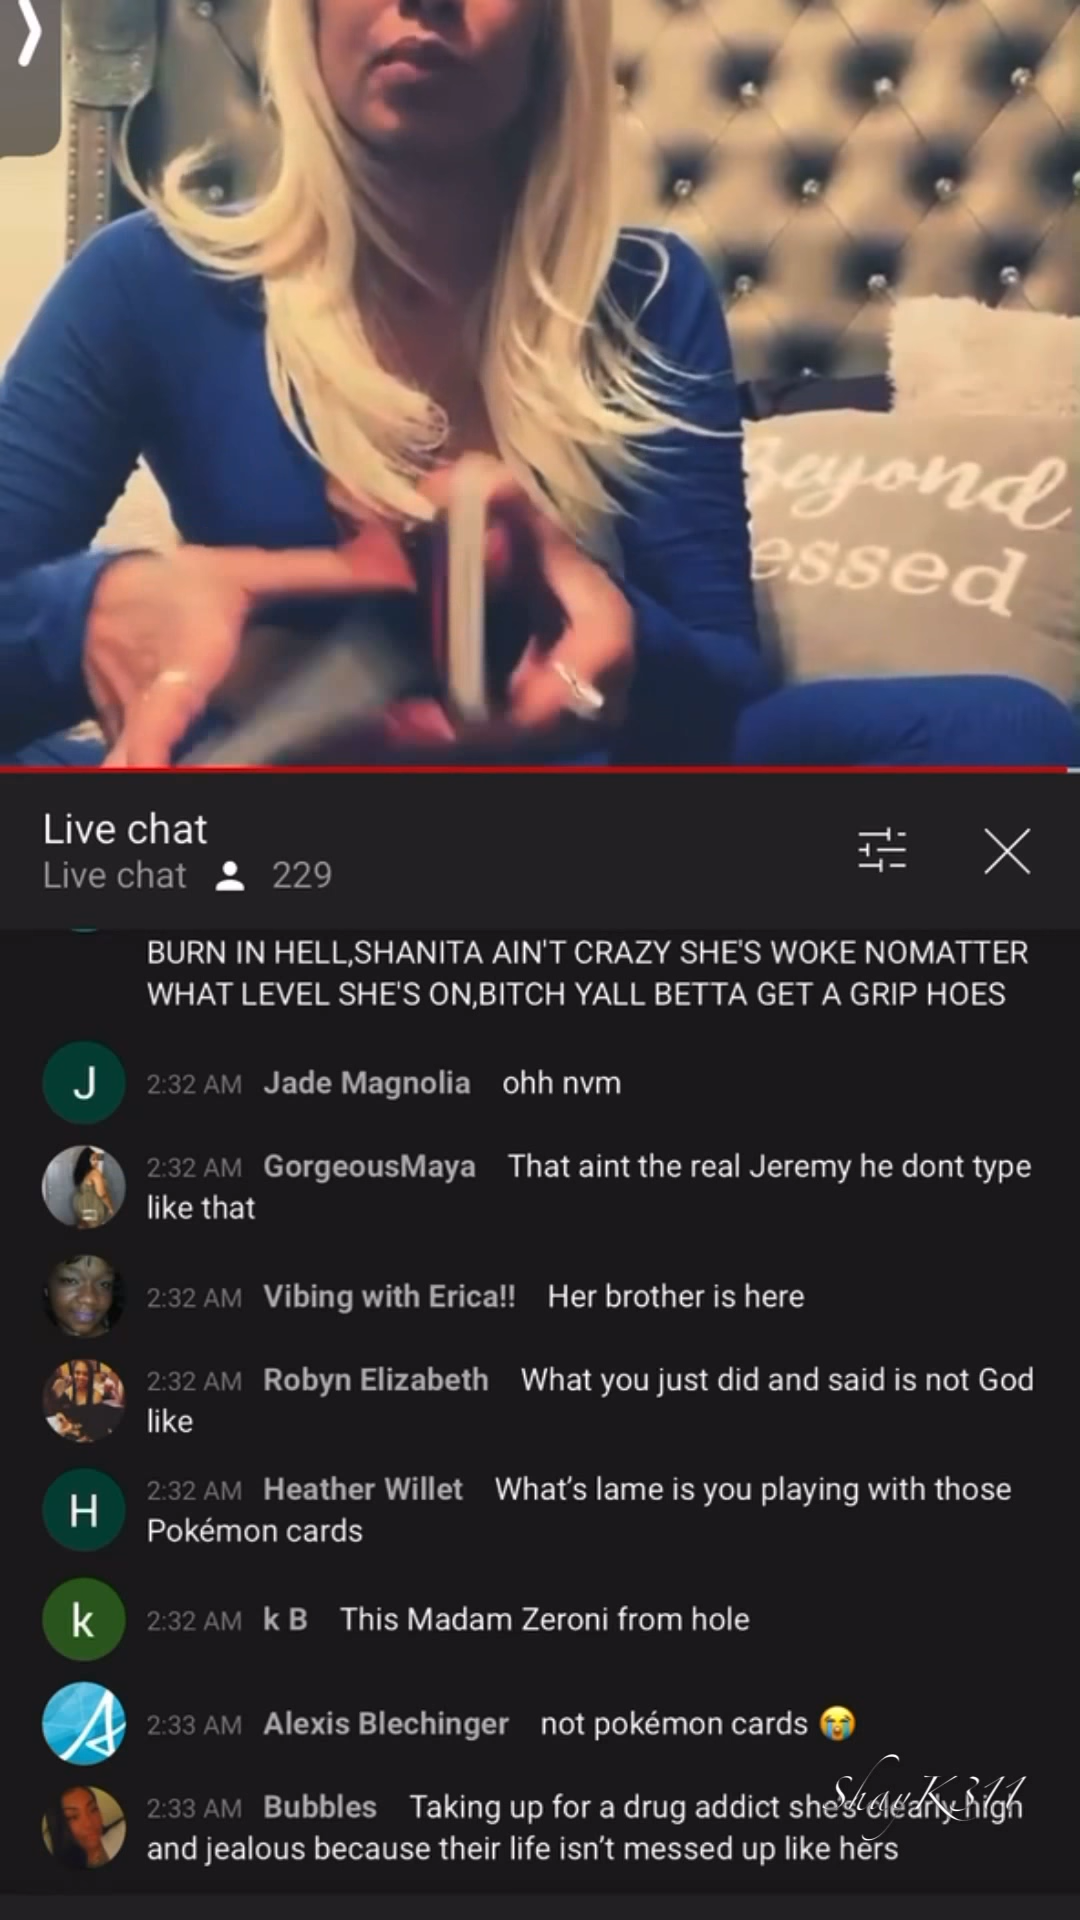 Beyond
essed
Live chat
Live chat 229
BURN IN HELL,SHANITA AIN'T CRAZY SHE'S WOKE NOMATTER
WHAT LEVEL SHE'S ON,BITCH YALL BETTA GET A GRIP HOES
J
2:32 AM Jade Magnolia ohh nvm
2:32 AM GorgeousMaya That aint the real Jeremy he dont type
like that
2:32 AM Vibing with Erica!! Her brother is here
2:32 AM Robyn Elizabeth What you just did and said is not God
like
H
2:32 AM Heather Willet What’s lame is you playing with those
Pokémon cards
k
2:32 AM k B This Madam Zeroni from hole
A
2:33 AM Alexis Blechinger not pokémon cards 😭
ShayK311
2:33 AM Bubbles Taking up for a drug addict she's clearly high
and jealous because their life isn’t messed up like hers